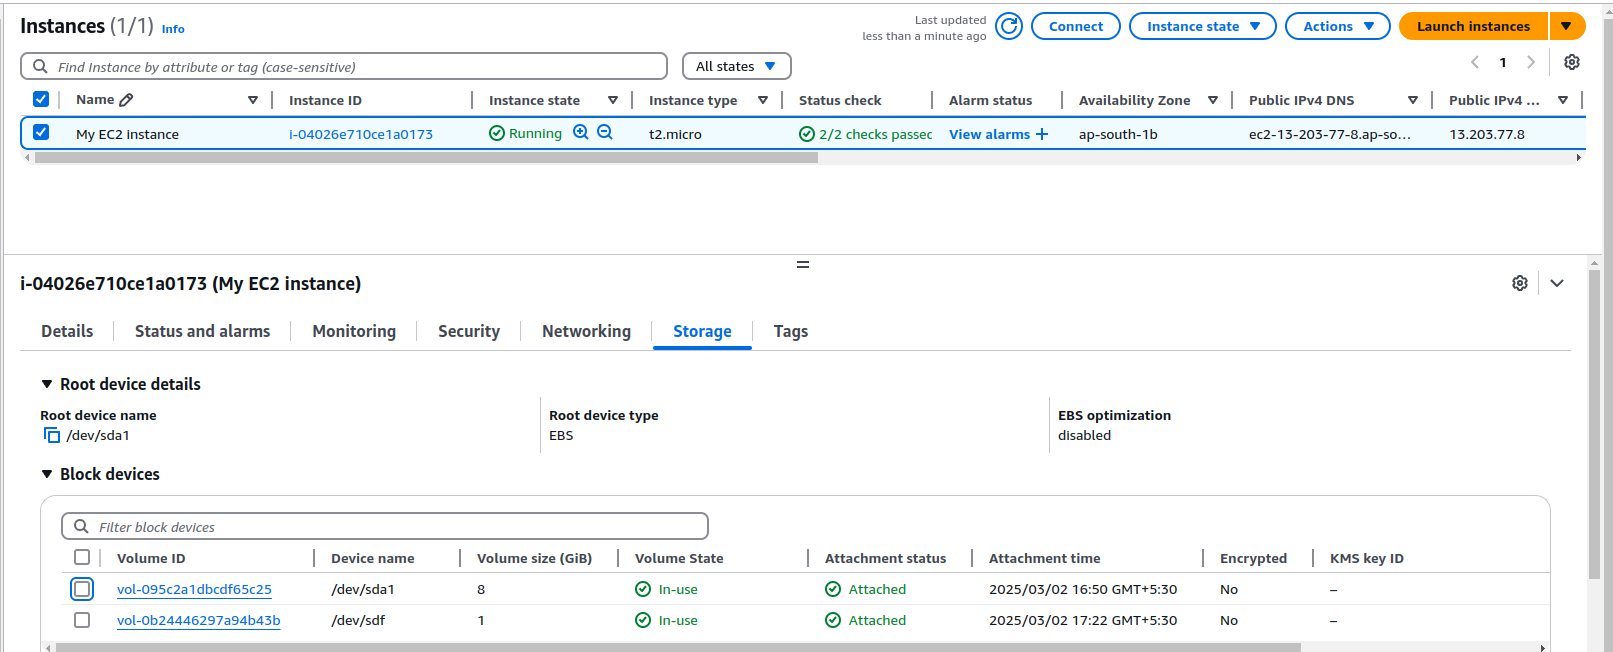 Instances (1/1) Info
Last updated
less than a minute ago
Connect
Instance state
Actions
Launch instances
Find Instance by attribute or tag (case-sensitive)
All states
1
Name Instance ID Instance state Instance type Status check Alarm status Availability Zone Public IPv4 DNS Public IPv4 ...
My EC2 instance i-04026e710ce1a0173 Running t2.micro 2/2 checks passec View alarms + ap-south-1b ec2-13-203-77-8.ap-so... 13.203.77.8
i-04026e710ce1a0173 (My EC2 instance)
Details Status and alarms Monitoring Security Networking Storage Tags
Root device details
Root device name Root device type EBS optimization
/dev/sda1 EBS disabled
Block devices
Filter block devices
Volume ID Device name Volume size (GiB) Volume State Attachment status Attachment time Encrypted KMS key ID
vol-095c2a1dbcdf65c25 /dev/sda1 8 In-use Attached 2025/03/02 16:50 GMT+5:30 No –
vol-0b24446297a94b43b /dev/sdf 1 In-use Attached 2025/03/02 17:22 GMT+5:30 No –